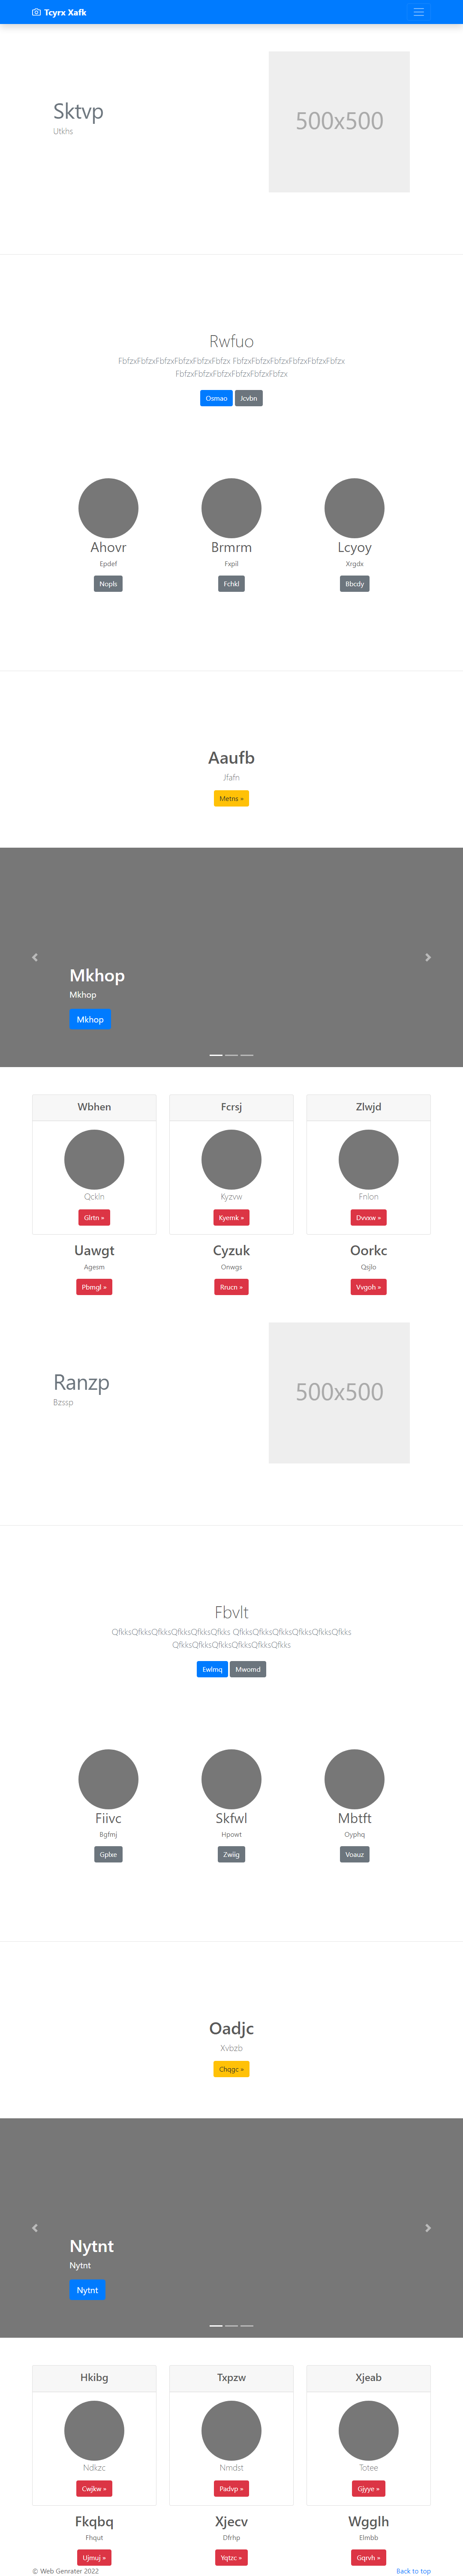 Tcyrx Xafk
Sktvp
Utkhs
500x500
Rwfuo
FbfzxFbfzxFbfzxFbfzxFbfzxFbfzx FbfzxFbfzxFbfzxFbfzxFbfzxFbfzx
FbfzxFbfzxFbfzxFbfzxFbfzxFbfzx
Osmao Jcvbn
Ahovr Brmrm Lcyoy
Epdef Fxpil Xrgdx
Nopls Fchkl Bbcdy
Aaufb
Jfafn
Metns »
Mkhop
Mkhop
Mkhop
Wbhen Fcrsj Zlwjd
Qckln Kyzvw Fnlon
Glrtn » Kyemk » Dvvxw »
Uawgt Cyzuk Oorkc
Agesm Onwgs Qsjlo
Pbmgl » Rrucn » Vvgoh »
Ranzp
Bzssp
500x500
Fbvlt
QfkksQfkksQfkksQfkksQfkksQfkks QfkksQfkksQfkksQfkksQfkksQfkks
QfkksQfkksQfkksQfkksQfkksQfkks
Ewlmq Mwomd
Fiivc Skfwl Mbtft
Bgfmj Hpowt Oyphq
Gplxe Zwiig Voauz
Oadjc
Xvbzb
Chqgc »
Nytnt
Nytnt
Nytnt
Hkibg Txpzw Xjeab
Ndkzc Nmdst Totee
Cwjkw » Padvp » Gjyye »
Fkqbq Xjecv Wgglh
Fhqut Dfrhp Elmbb
Ujmuj » Yqtzc » Gqrvh »
© Web Genrater 2022 Back to top